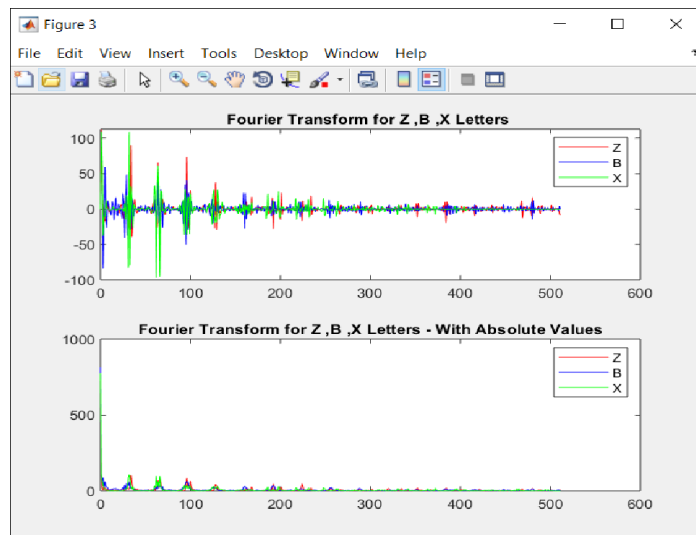 Figure 3
File Edit View Insert Tools Desktop Window Help
Fourier Transform for Z ,B ,X Letters
100
50
0
-50
-100
Z
B
X
0 100 200 300 400 500 600
Fourier Transform for Z ,B ,X Letters - With Absolute Values
1000
500
0
Z
B
X
0 100 200 300 400 500 600